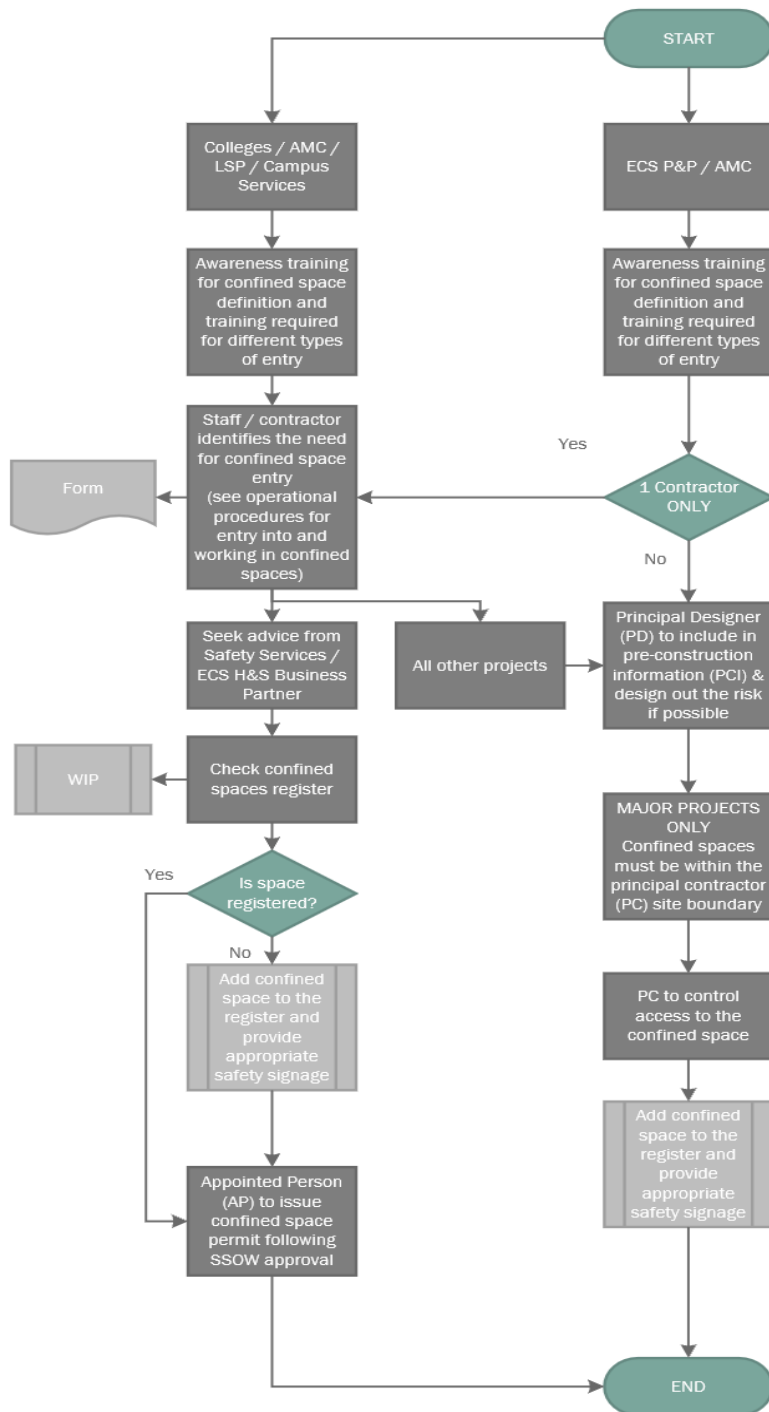 START
Colleges / AMC /
LSP / Campus
Services
ECS P&P / AMC
Awareness training
for confined space
definition and
training required
for different types
of entry
Awareness training
for confined space
definition and
training required
for different types
of entry
Staff / contractor
identifies the need
for confined space
entry
(see operational
procedures for
entry into and
working in confined
spaces)
Form
Yes
1 Contractor
ONLY
No
Seek advice from
Safety Services /
ECS H&S Business
Partner
All other projects
Principal Designer
(PD) to include in
pre-construction
information (PCI) &
design out the risk
if possible
WIP
Check confined
spaces register
MAJOR PROJECTS
ONLY
Confined spaces
must be within the
principal contractor
(PC) site boundary
Yes
Is space
registered?
No
Add confined
space to the
register and
provide
appropriate
safety signage
PC to control
access to the
confined space
Add confined
space to the
register and
provide
appropriate
safety signage
Appointed Person
(AP) to issue
confined space
permit following
SSOW approval
END